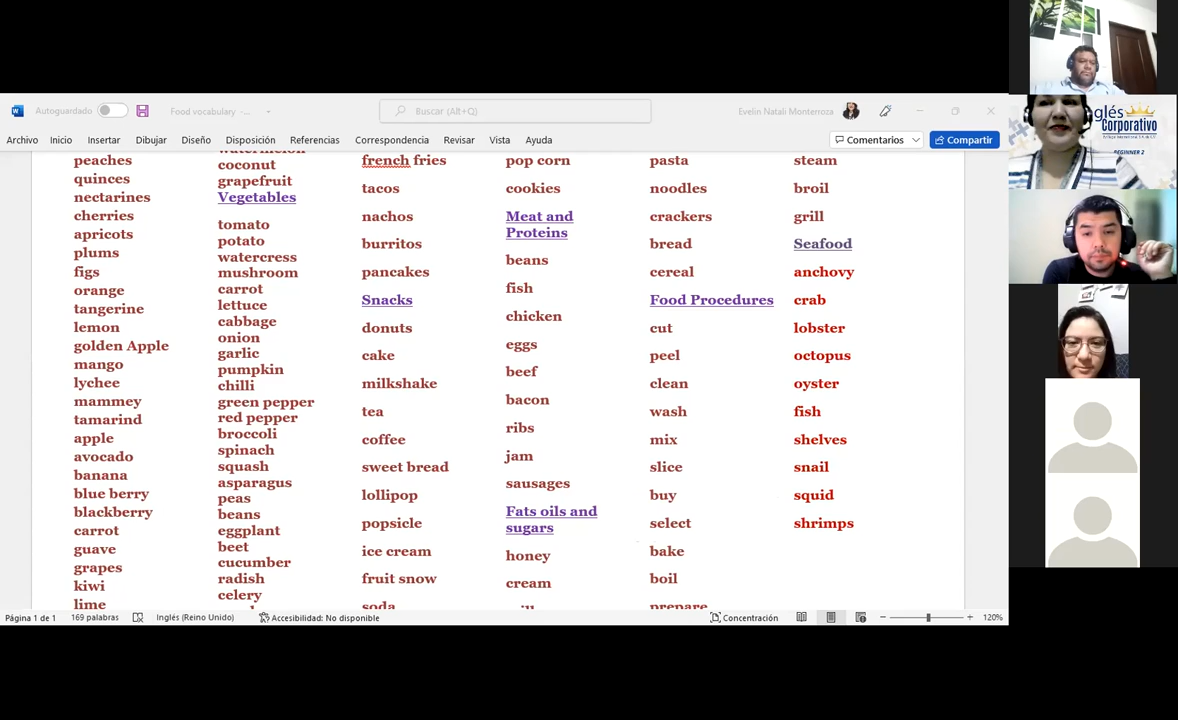 Autoguardado
Food vocabulary -...
Buscar (Alt+Q)
Evelin Natali Monterroza
Archivo Inicio Insertar Dibujar Diseño Disposición Referencias Correspondencia Revisar Vista Ayuda
Comentarios
Compartir
peaches
quinces
nectarines
cherries
apricots
plums
figs
orange
tangerine
lemon
golden Apple
mango
lychee
mammey
tamarind
apple
avocado
banana
blue berry
blackberry
carrot
guave
grapes
kiwi
lime
watermelon
coconut
grapefruit
Vegetables
tomato
potato
watercress
mushroom
carrot
lettuce
cabbage
onion
garlic
pumpkin
chilli
green pepper
red pepper
broccoli
spinach
squash
asparagus
peas
beans
eggplant
beet
cucumber
radish
celery
french fries
tacos
nachos
burritos
pancakes
Snacks
donuts
cake
milkshake
tea
coffee
sweet bread
lollipop
popsicle
ice cream
fruit snow
soda
pop corn
cookies
Meat and
Proteins
beans
fish
chicken
eggs
beef
bacon
ribs
jam
sausages
Fats oils and
sugars
honey
cream
pasta
noodles
crackers
bread
cereal
Food Procedures
cut
peel
clean
wash
mix
slice
buy
select
bake
boil
prepare
steam
broil
grill
Seafood
anchovy
crab
lobster
octopus
oyster
fish
shelves
snail
squid
shrimps
Página 1 de 1 169 palabras Inglés (Reino Unido) Accesibilidad: No disponible
Concentración
120%
nglés
Corporativo
BEGINNER 2